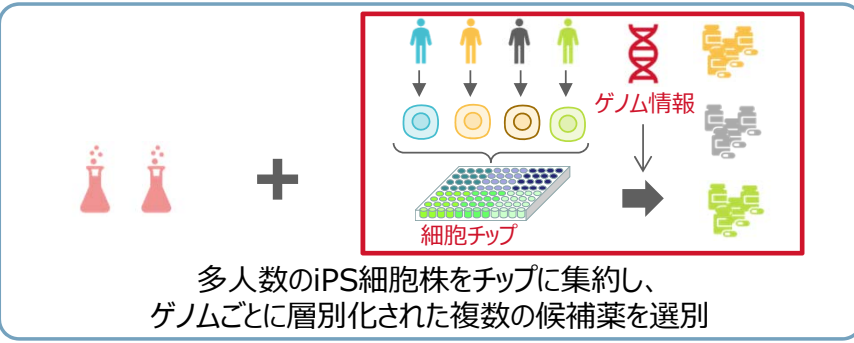 ゲノム情報
細胞チップ
多人数のiPS細胞株をチップに集約し、
ゲノムごとに層別化された複数の候補薬を選別